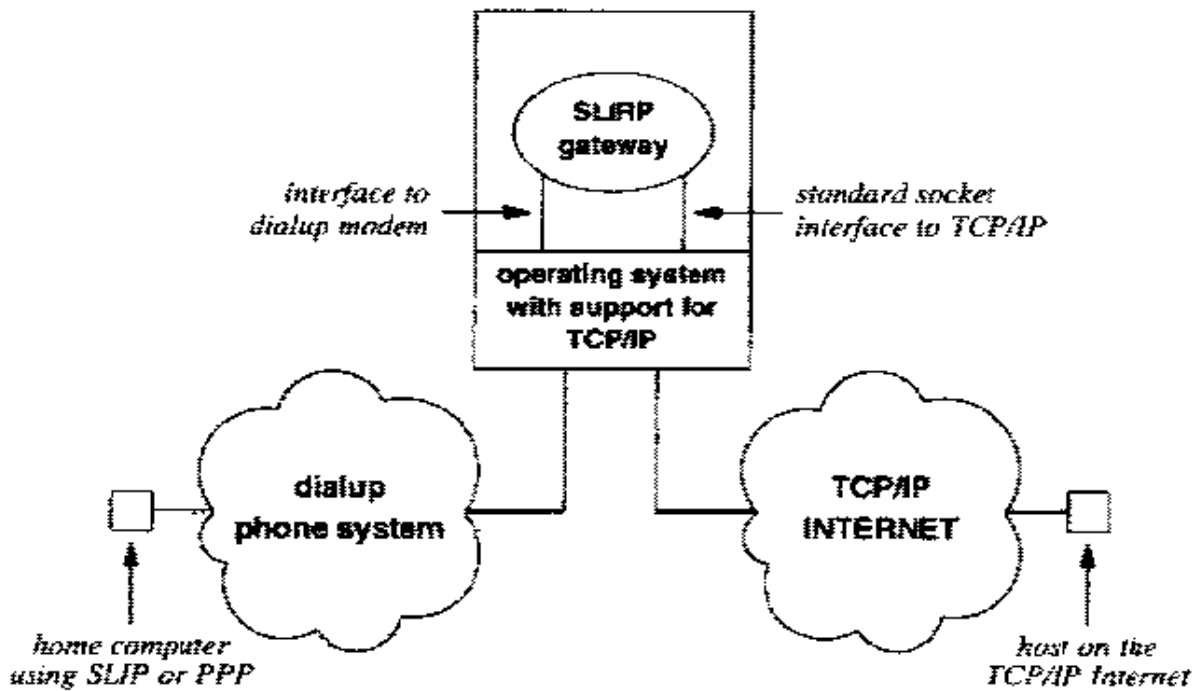 SLIRP
gateway
interface to
dialup modem
standard socket
interface to TCP/IP
operating system
with support for
TCP/IP
dialup
phone system
TCP/IP
INTERNET
home computer
using SLIP or PPP
host on the
TCP/IP Internet